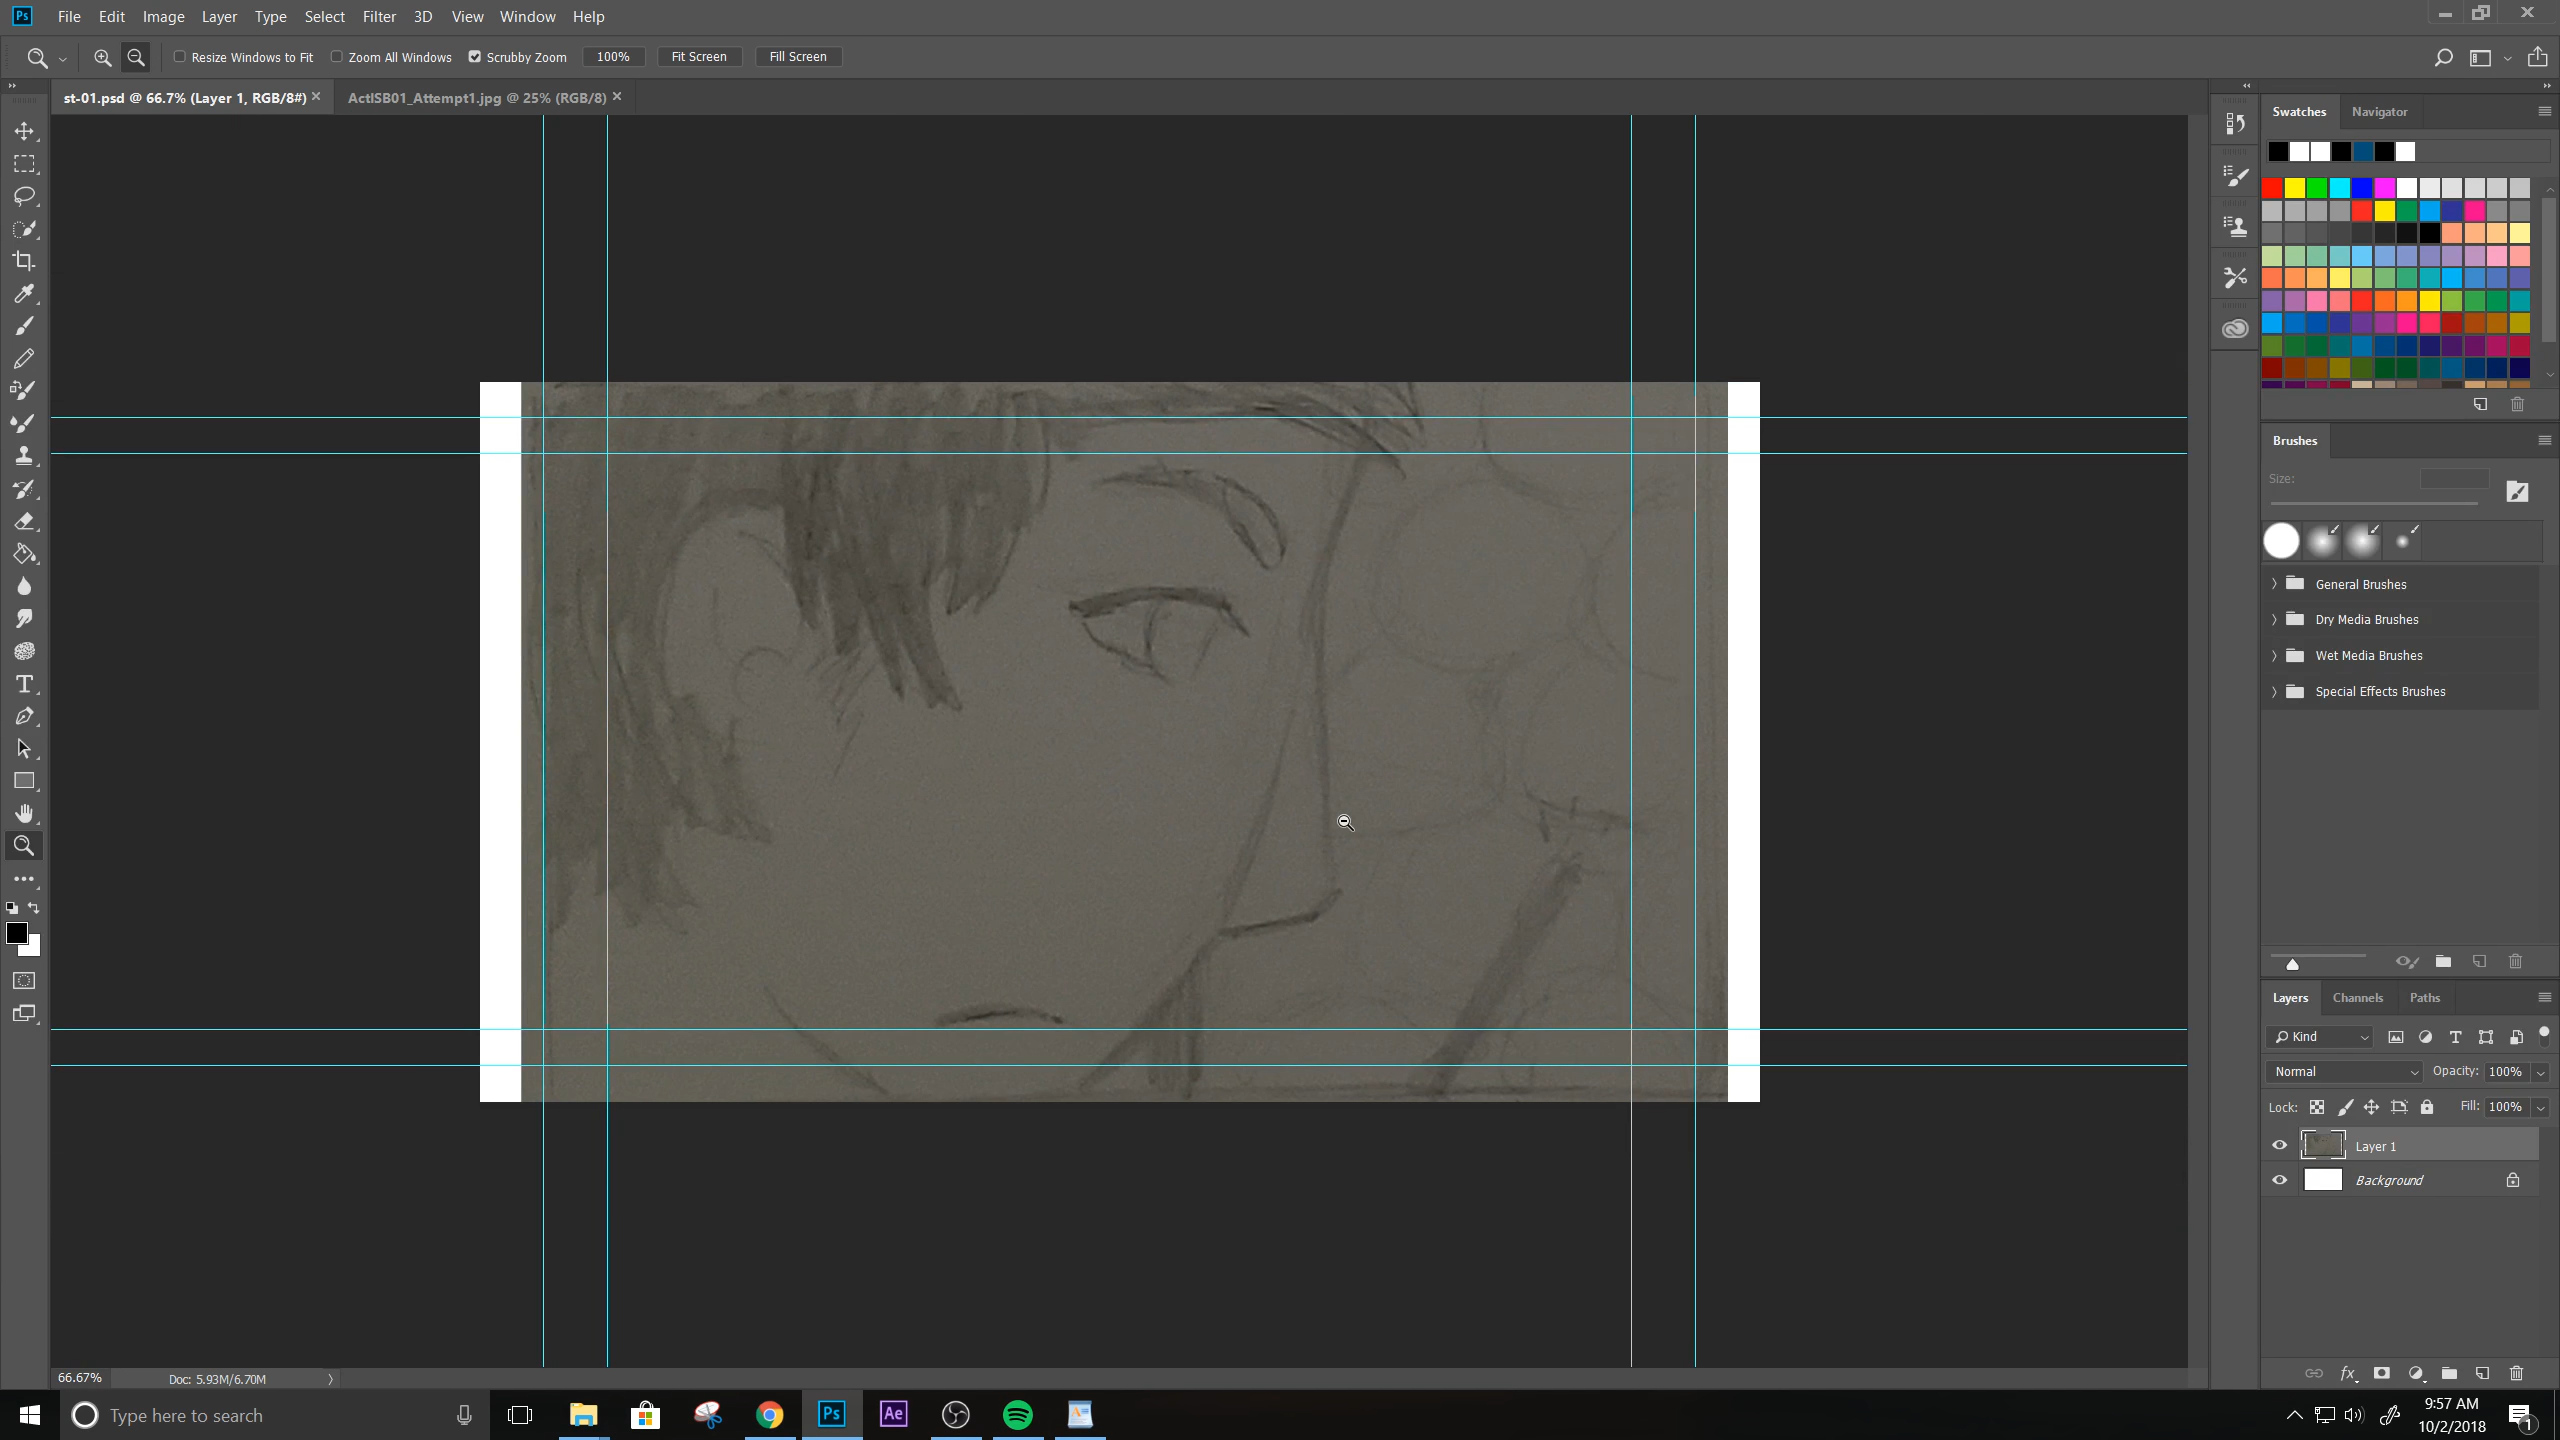 Ps File Edit Image Layer Type Select Filter 3D View Window Help
Resize Windows to Fit Zoom All Windows Scrubby Zoom 100% Fit Screen Fill Screen
st-01.psd @ 66.7% (Layer 1, RGB/8#) × ActISB01_Attempt1.jpg @ 25% (RGB/8) ×
Swatches Navigator
Brushes
Size:
General Brushes
Dry Media Brushes
Wet Media Brushes
Special Effects Brushes
Layers Channels Paths
Kind
Normal Opacity: 100%
Lock: Fill: 100%
Layer 1
Background
fx
66.67% Doc: 5.93M/6.70M
Type here to search
Ps
Ae
9:57 AM
10/2/2018
1